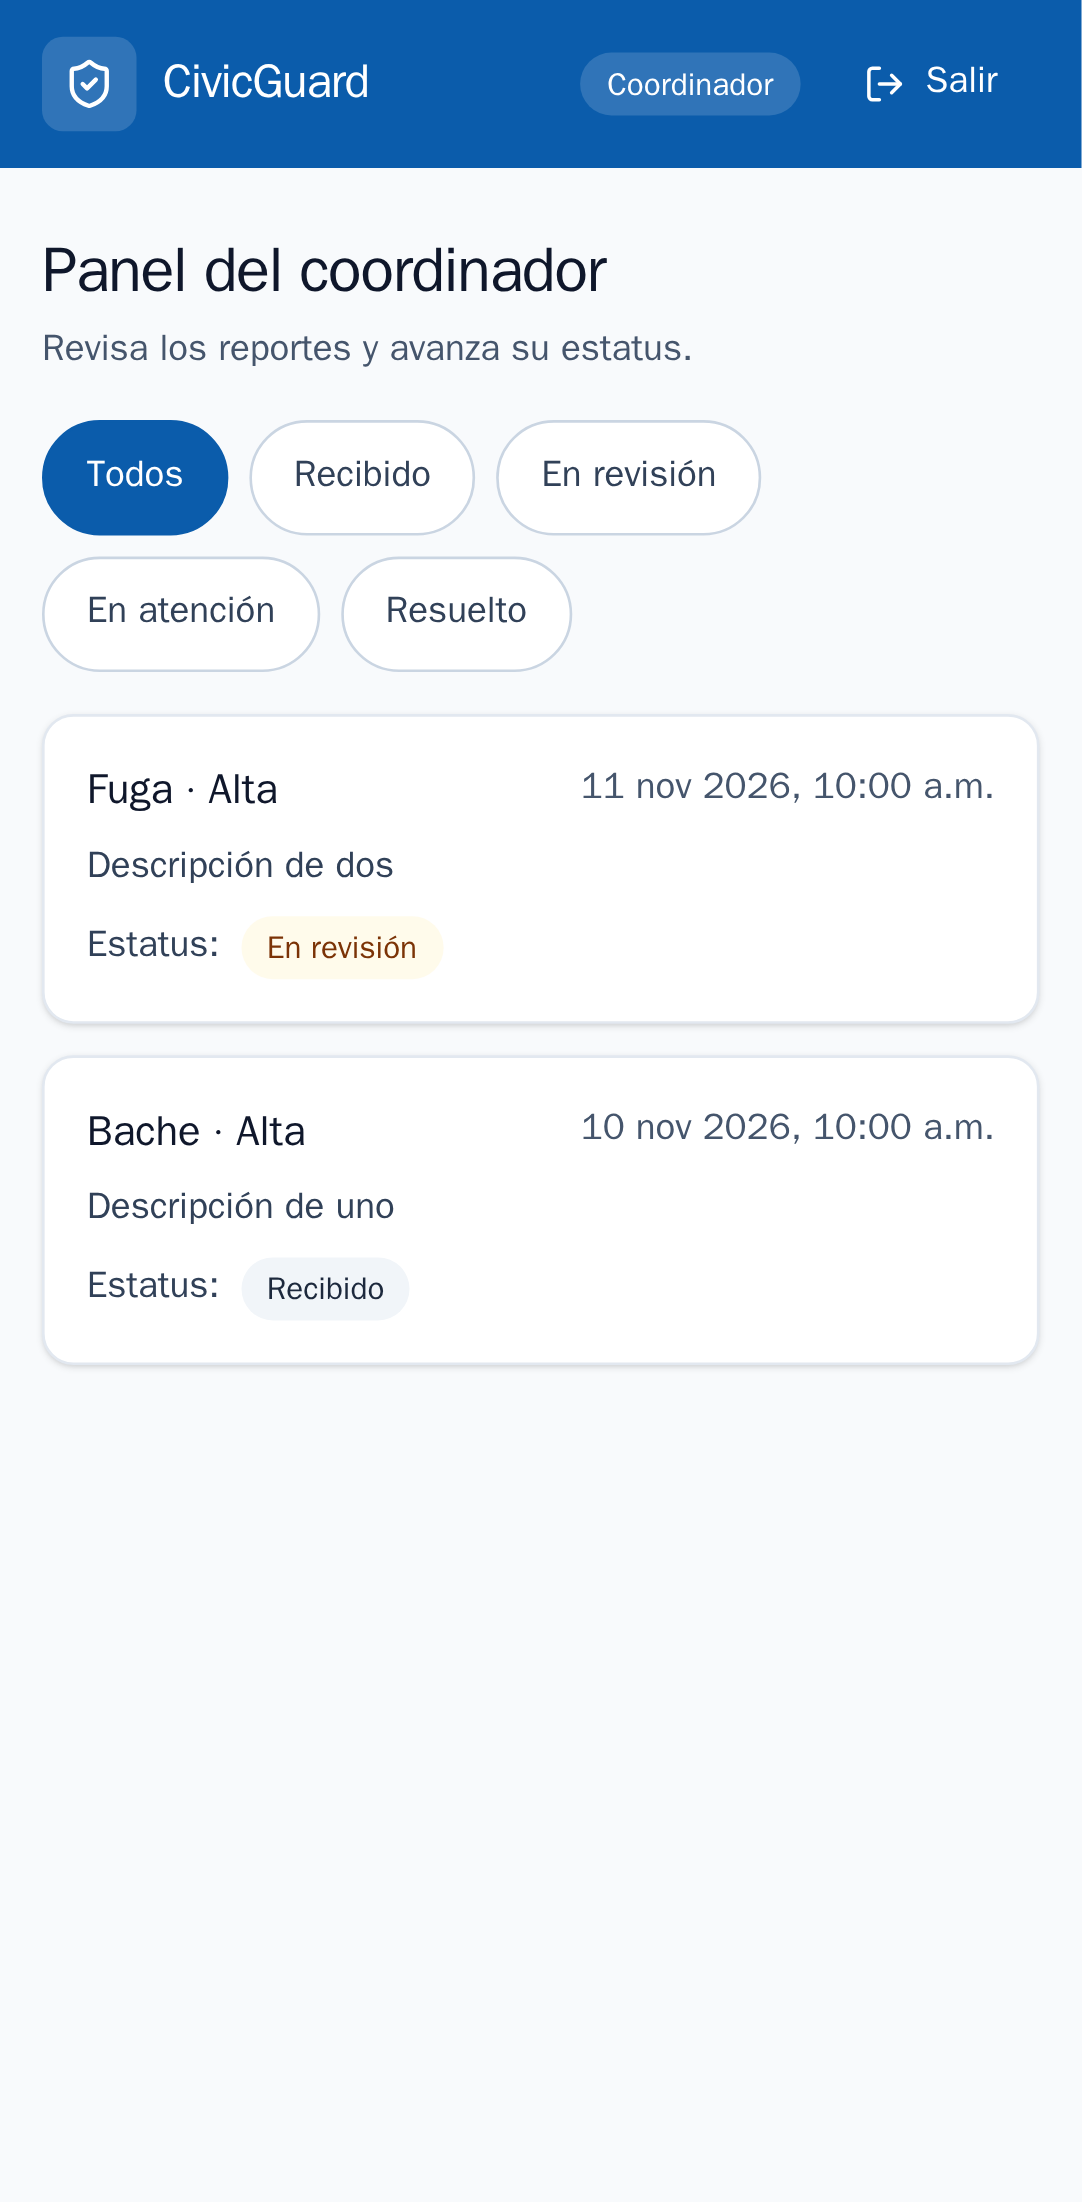 CivicGuard
Coordinador
Salir
Panel del coordinador
Revisa los reportes y avanza su estatus.
Todos
Recibido
En revisión
En atención
Resuelto
Fuga · Alta
11 nov 2026, 10:00 a.m.
Descripción de dos
Estatus: En revisión
Bache · Alta
10 nov 2026, 10:00 a.m.
Descripción de uno
Estatus: Recibido